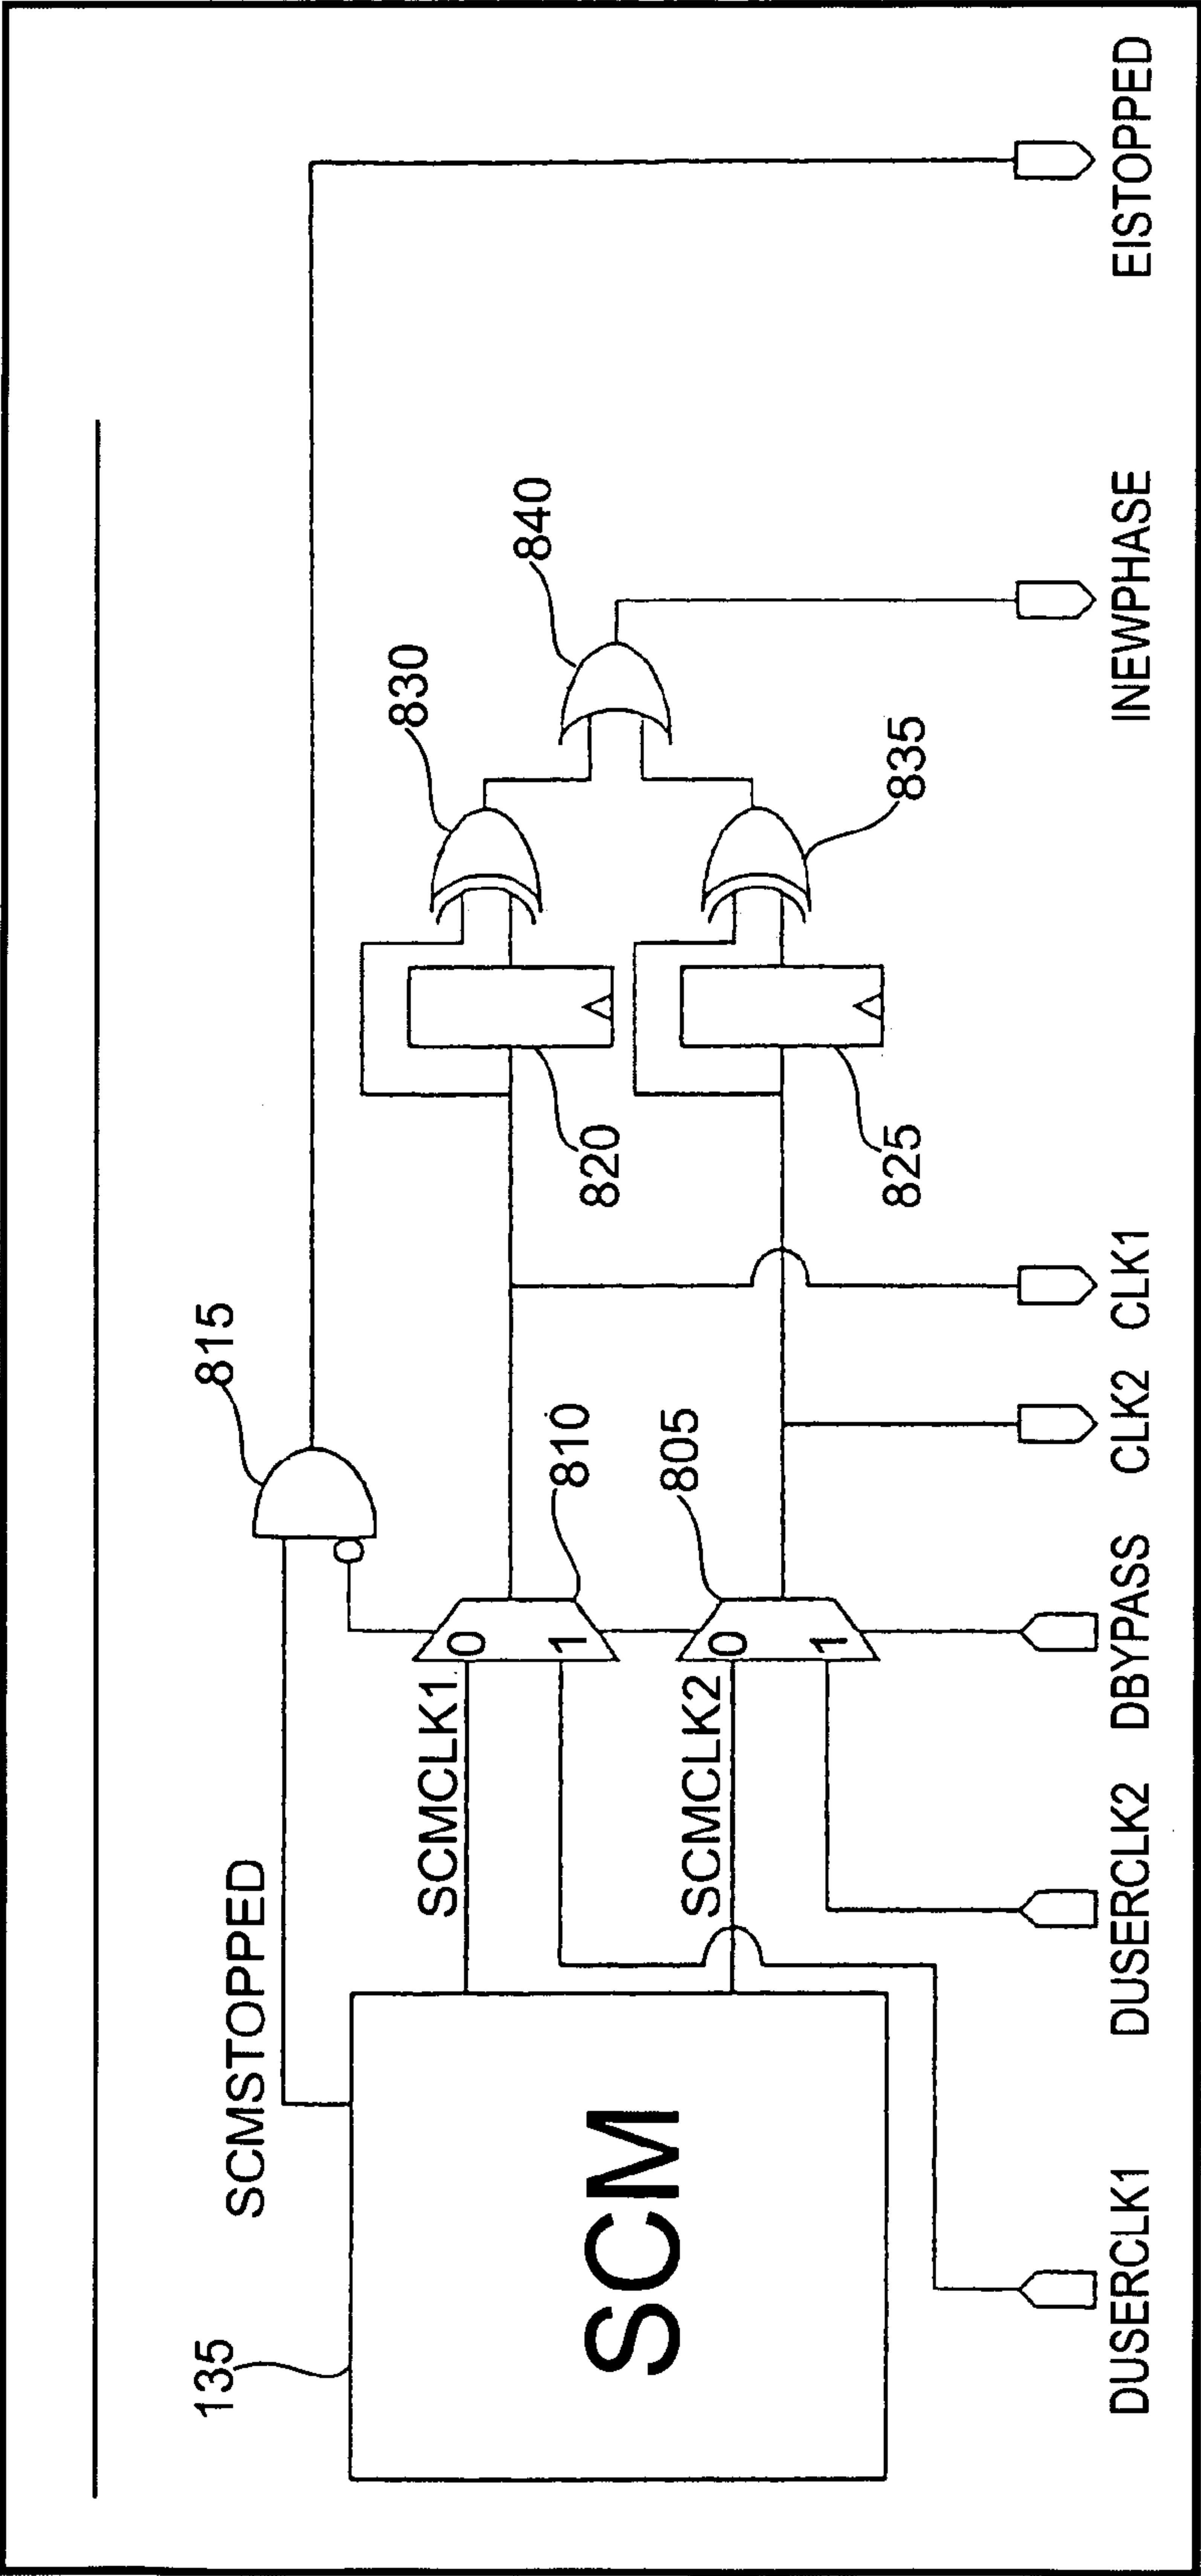 135
SCMSTOPPED
815
SCM
SCMCLK1
0
1
810
SCMCLK2
0
1
805
820
825
830
835
840
DUSERCLK1
DUSERCLK2
DBYPASS
CLK2
CLK1
INEWPHASE
EISTOPPED